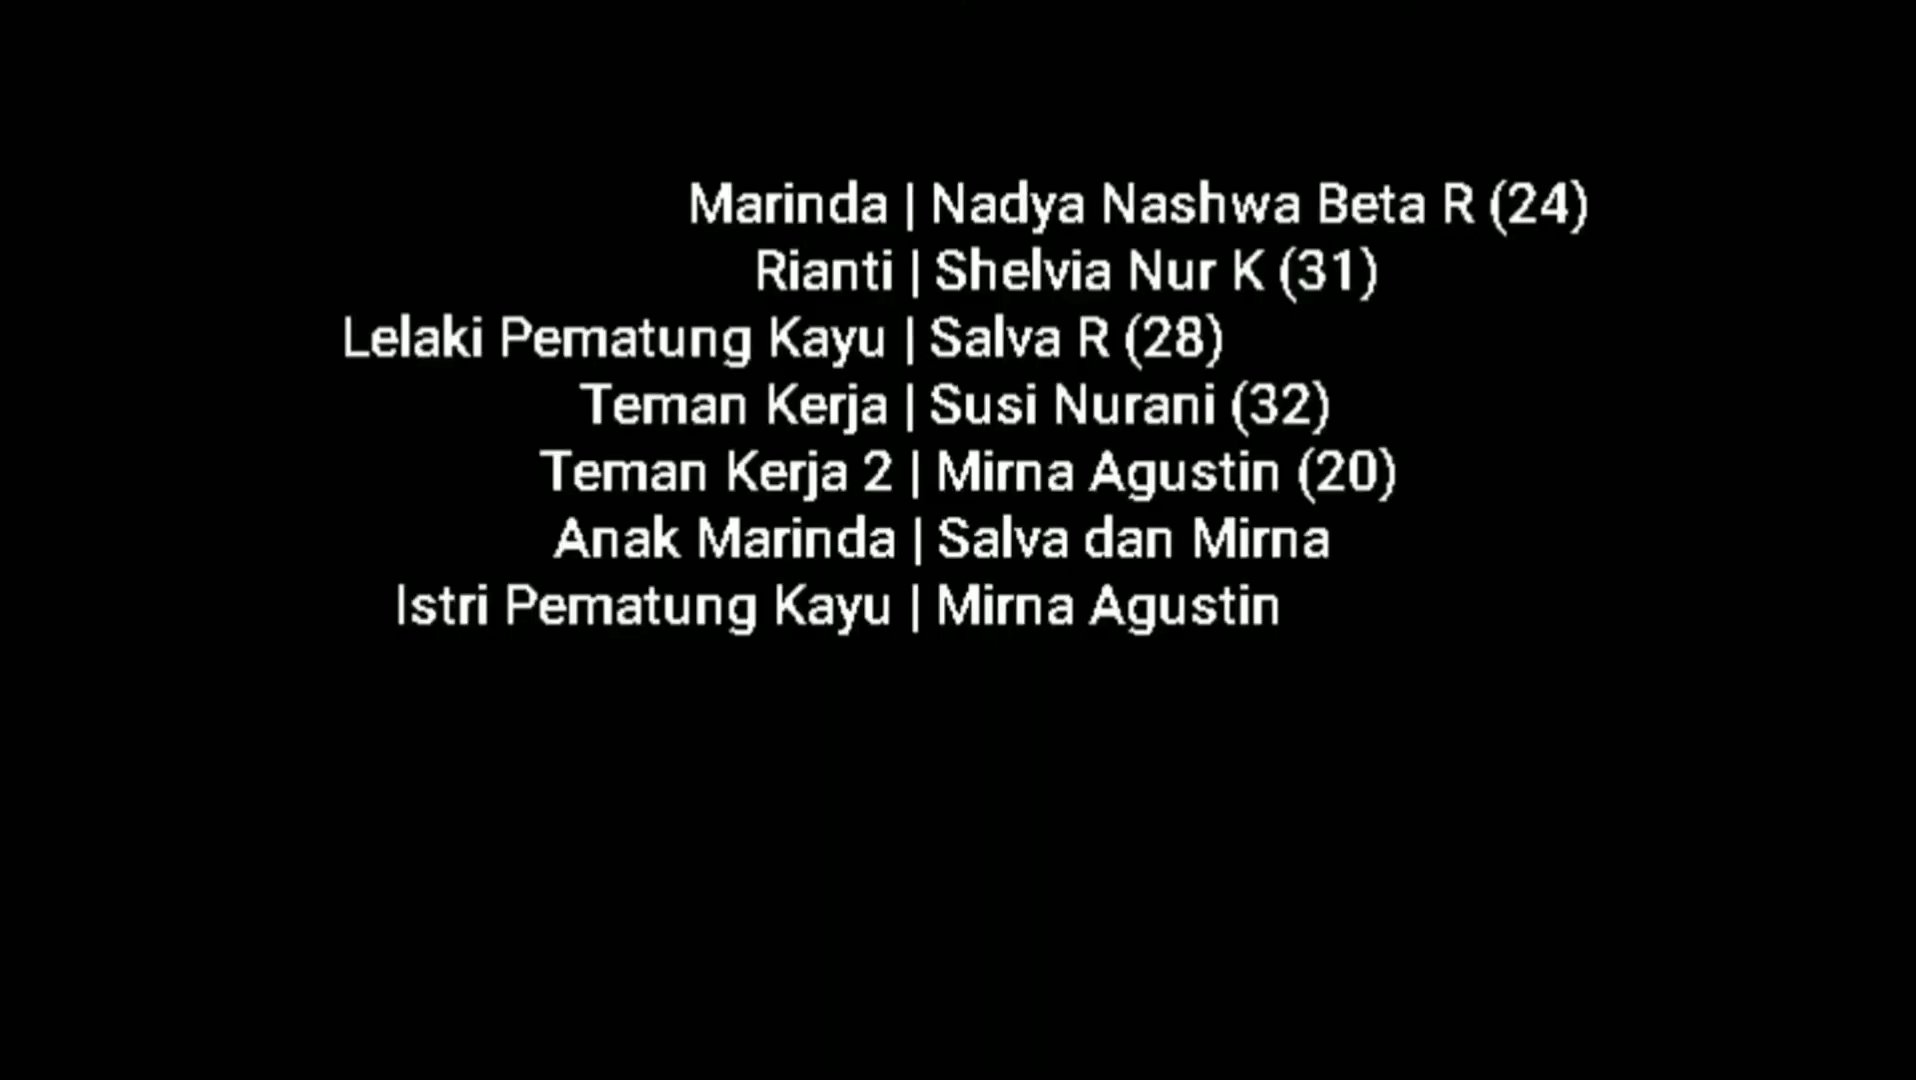 Marinda | Nadya Nashwa Beta R (24)
Rianti | Shelvia Nur K (31)
Lelaki Pematung Kayu | Salva R (28)
Teman Kerja | Susi Nurani (32)
Teman Kerja 2 | Mirna Agustin (20)
Anak Marinda | Salva dan Mirna
Istri Pematung Kayu | Mirna Agustin